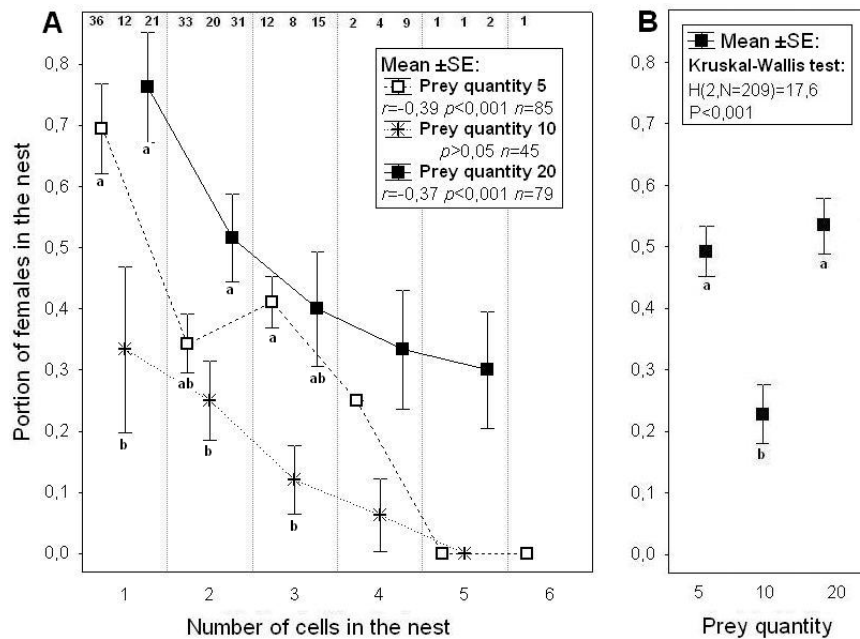 A
36 12 21 33 20 31 12 8 15 2 4 9 1 1 2 1
Mean ±SE:
Prey quantity 5
r=-0,39 p<0,001 n=85
Prey quantity 10
p>0,05 n=45
Prey quantity 20
r=-0,37 p<0,001 n=79
Portion of females in the nest
0,8
0,7
0,6
0,5
0,4
0,3
0,2
0,1
0,0
a
a
a
ab
a
ab
b
b
b
1 2 3 4 5 6
Number of cells in the nest
B
Mean ±SE:
Kruskal-Wallis test:
H(2,N=209)=17,6
P<0,001
0,8
0,7
0,6
0,5
0,4
0,3
0,2
0,1
0,0
a
a
b
5 10 20
Prey quantity